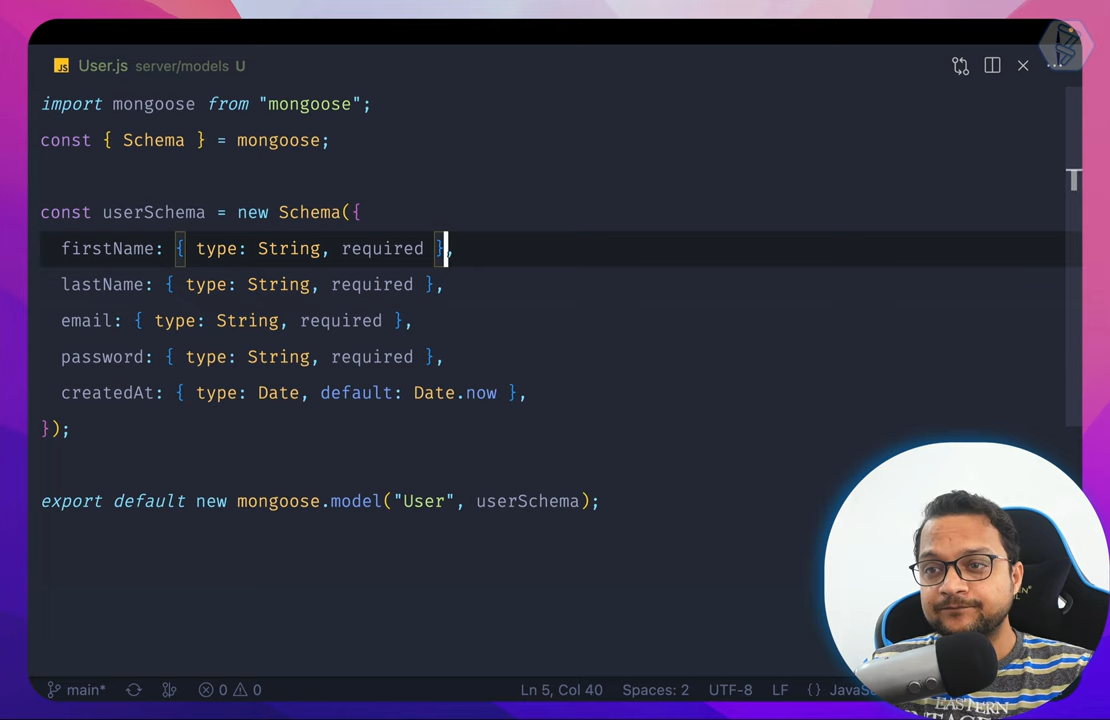 JS User.js server/models U
import mongoose from "mongoose";
const { Schema } = mongoose;
const userSchema = new Schema({
firstName: { type: String, required },
lastName: { type: String, required },
email: { type: String, required },
password: { type: String, required },
createdAt: { type: Date, default: Date.now },
});
export default new mongoose.model("User", userSchema);
main* 0 0 Ln 5, Col 40 Spaces: 2 UTF-8 LF {}
EASTERN